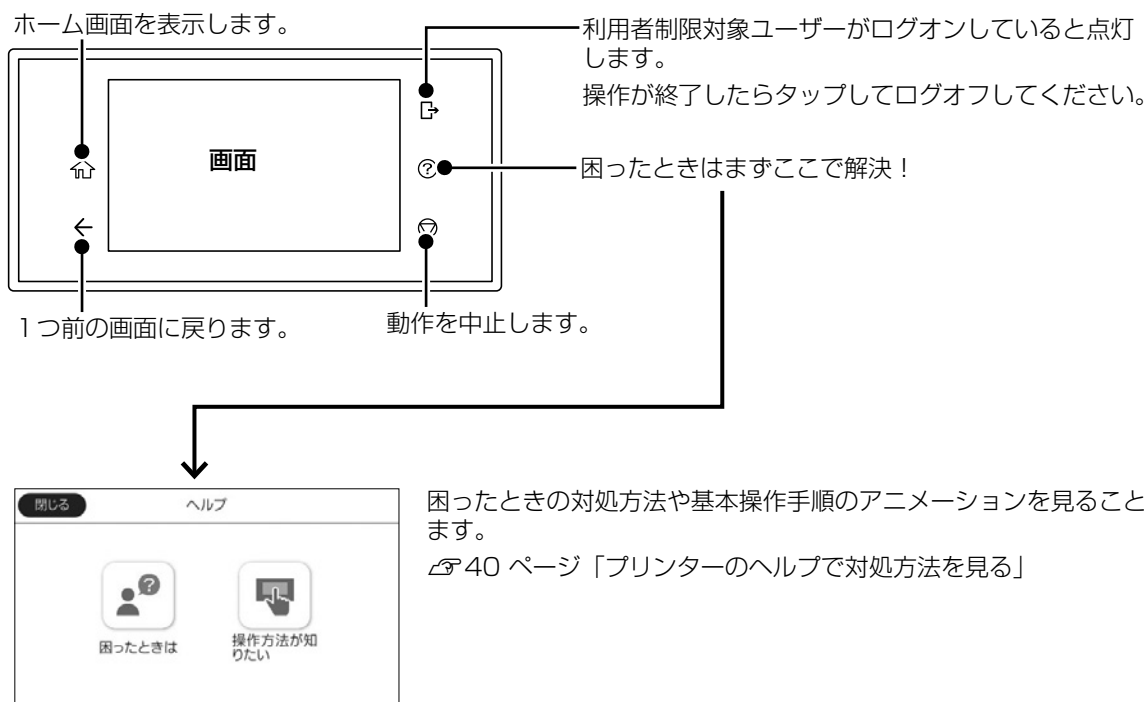 ホーム画面を表示します。
利用者制限対象ユーザーがログオンしていると点灯
します。
操作が終了したらタップしてログオフしてください。
画面
困ったときはまずここで解決！
1つ前の画面に戻ります。
動作を中止します。
閉じる
ヘルプ
困ったときは
操作方法が知
りたい
困ったときの対処方法や基本操作手順のアニメーションを見ること
ます。
40 ページ「プリンターのヘルプで対処方法を見る」